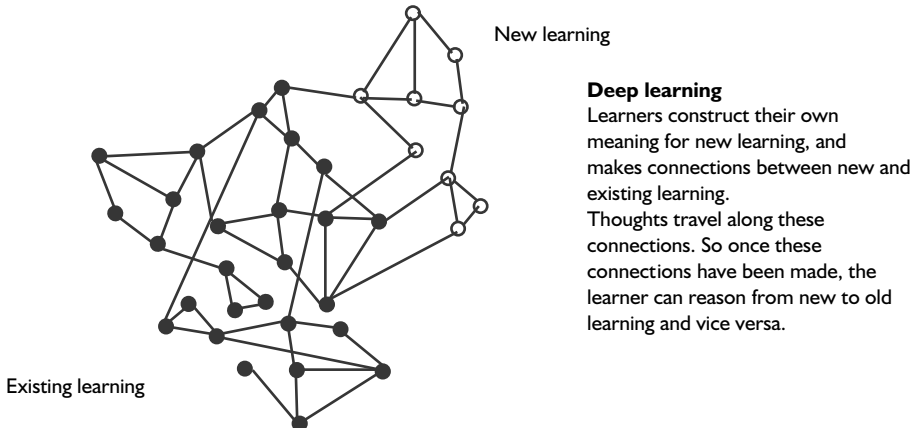 New learning
Deep learning
Learners construct their own
meaning for new learning, and
makes connections between new and
existing learning.
Thoughts travel along these
connections. So once these
connections have been made, the
learner can reason from new to old
learning and vice versa.
Existing learning